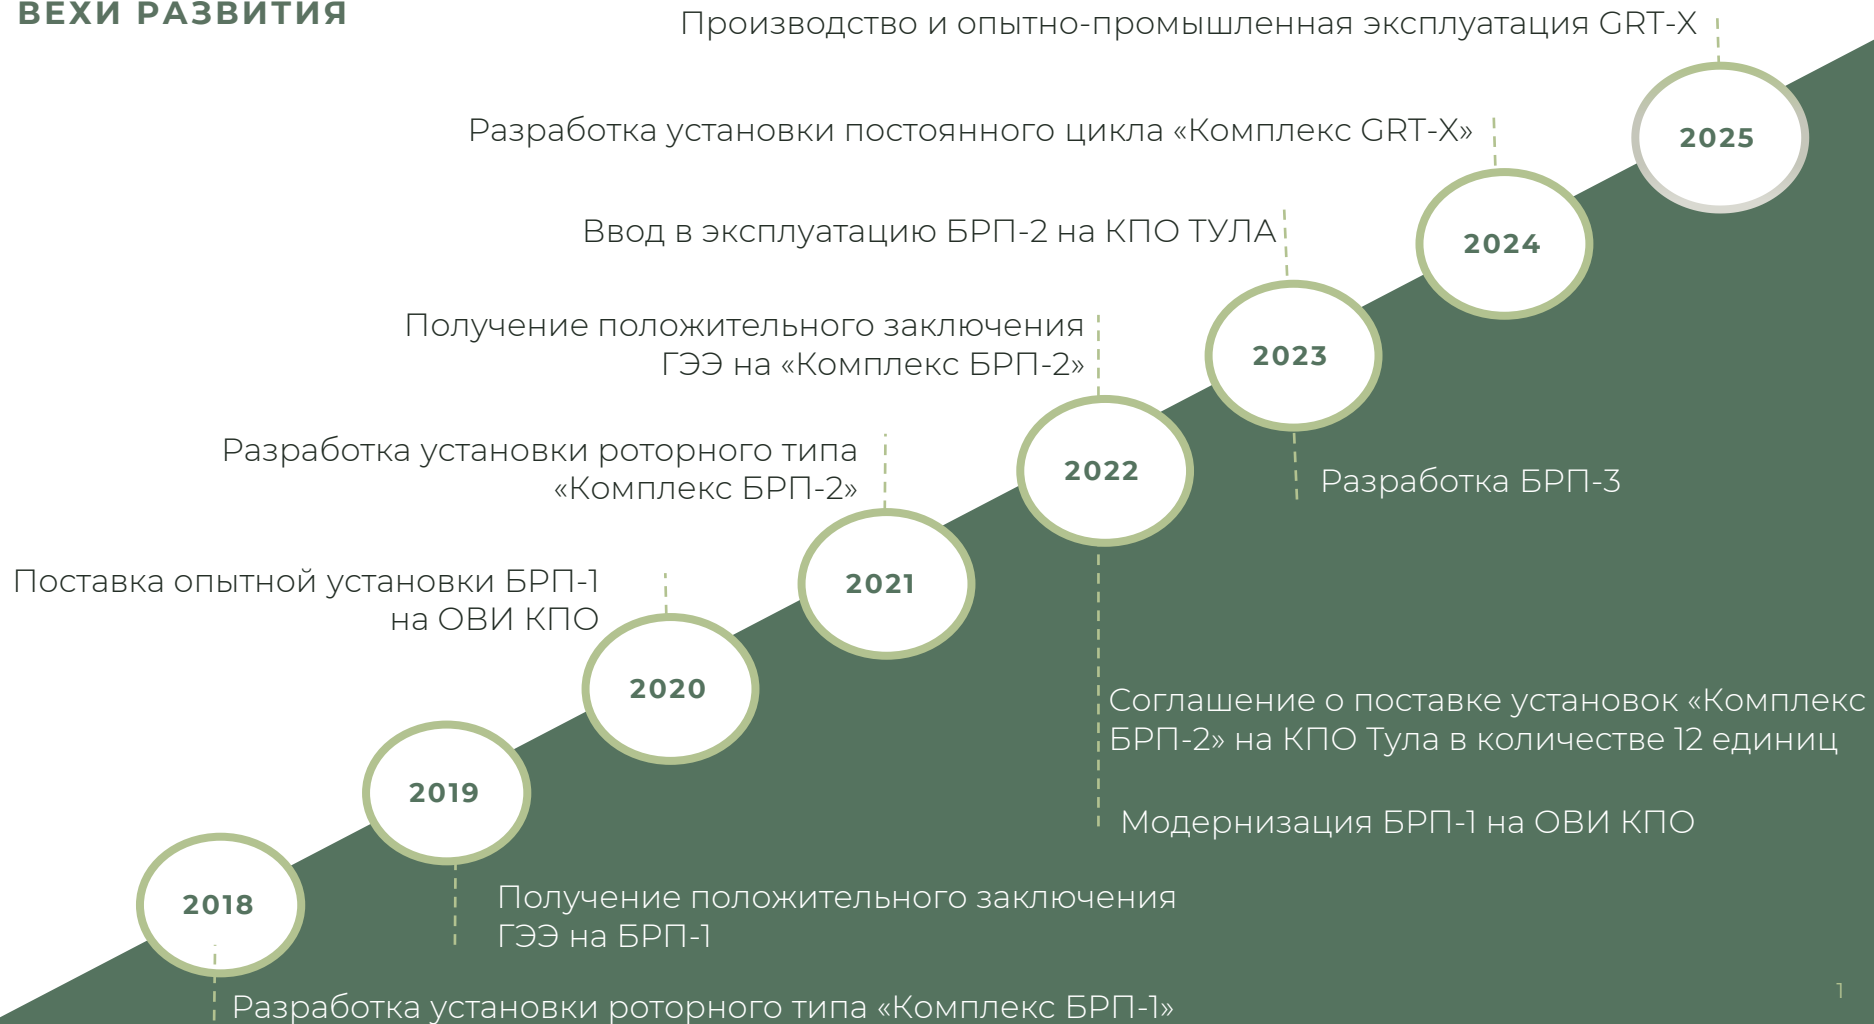 ВЕХИ РАЗВИТИЯ
Производство и опытно-промышленная эксплуатация GRT-X
2025
Разработка установки постоянного цикла «Комплекс GRT-X»
2024
Ввод в эксплуатацию БРП-2 на КПО ТУЛА
2023
Разработка БРП-3
Получение положительного заключения
ГЭЭ на «Комплекс БРП-2»
2022
Соглашение о поставке установок «Комплекс
БРП-2» на КПО Тула в количестве 12 единиц
Модернизация БРП-1 на ОВИ КПО
Разработка установки роторного типа
«Комплекс БРП-2»
2021
Поставка опытной установки БРП-1
на ОВИ КПО
2020
2019
Получение положительного заключения
ГЭЭ на БРП-1
2018
Разработка установки роторного типа «Комплекс БРП-1»
1